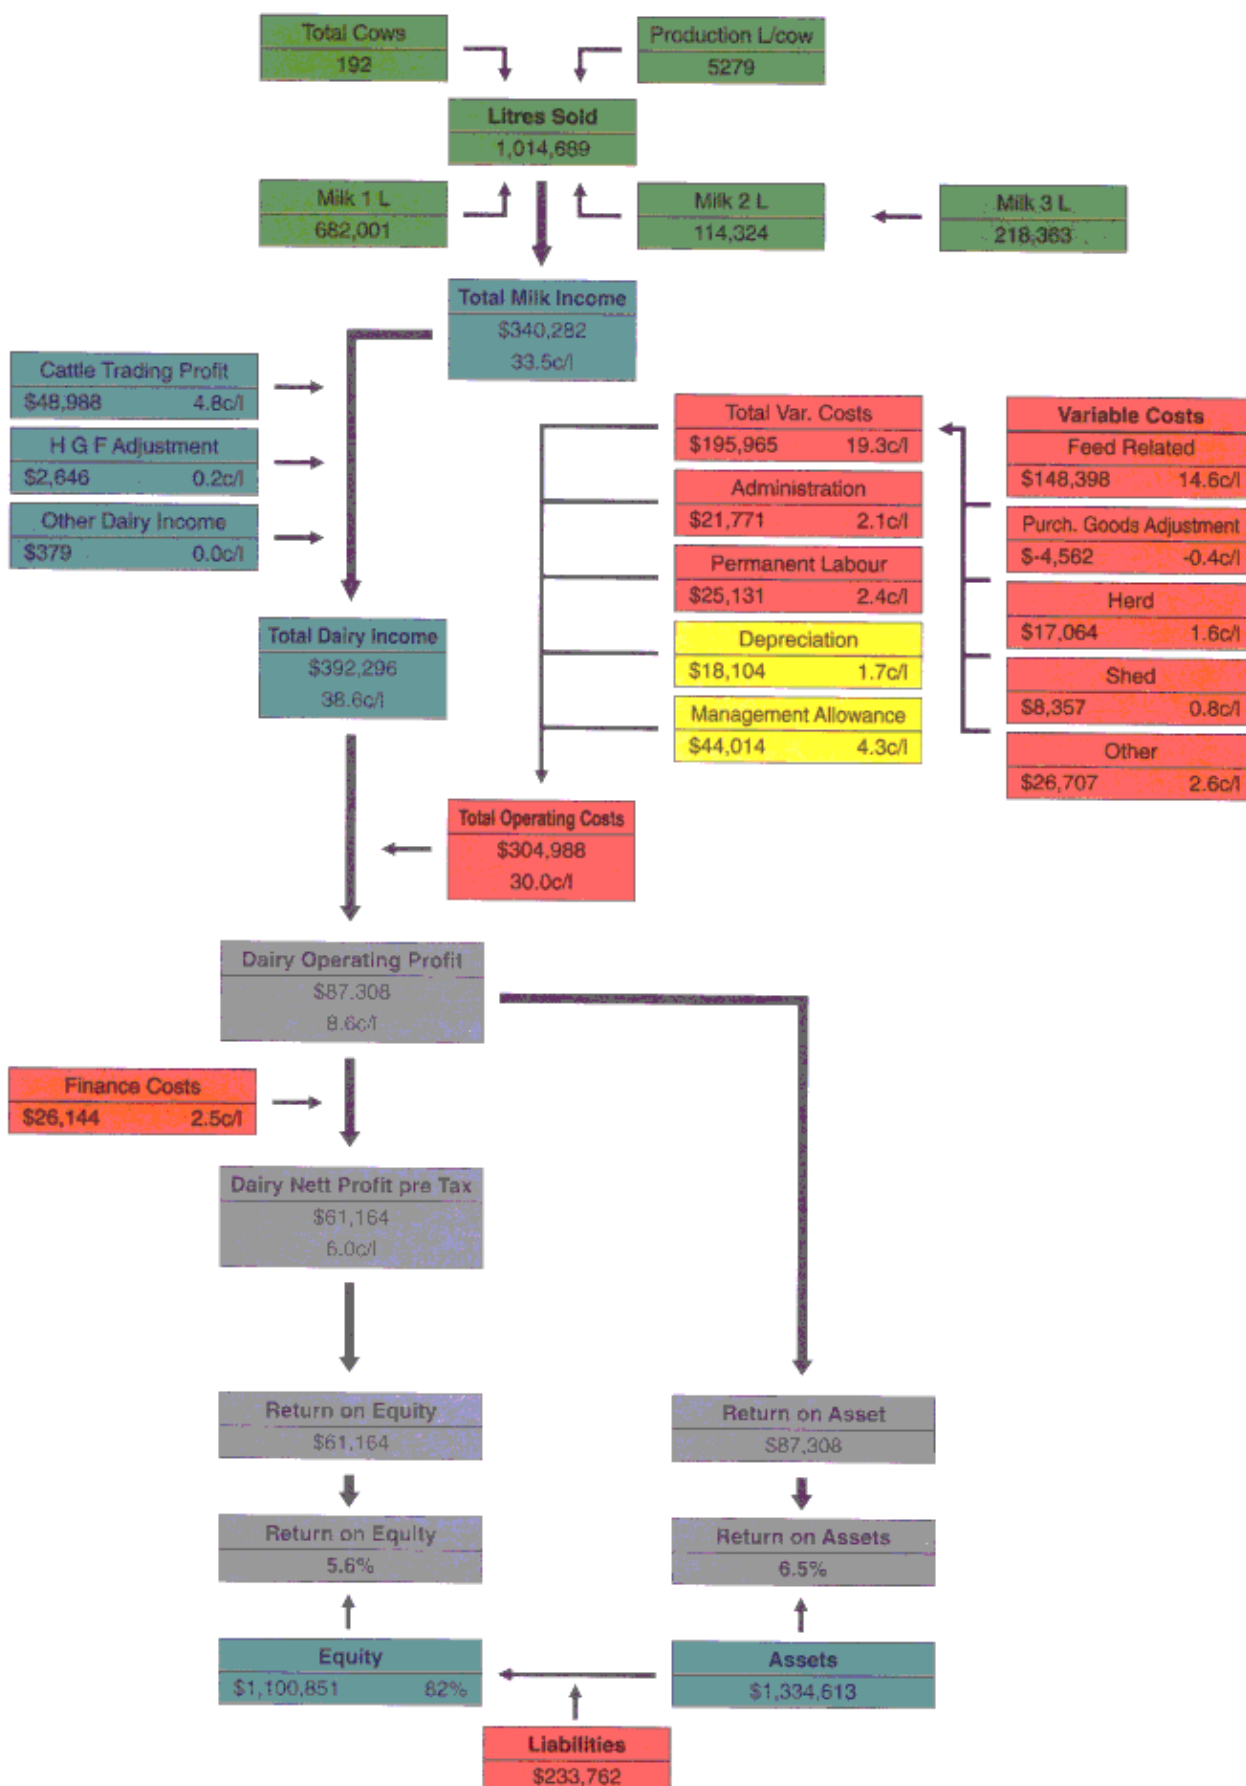 Total Cows
192
Production L/cow
5279
Litres Sold
1,014,689
Milk 1 L
682,001
Milk 2 L
114,324
Milk 3 L
218,363
Total Milk Income
$340,282
33.5c/l
Cattle Trading Profit
$48,988 4.8c/l
H G F Adjustment
$2,646 0.2c/l
Other Dairy Income
$379 0.0c/l
Total Var. Costs
$195,965 19.3c/l
Administration
$21,771 2.1c/l
Permanent Labour
$25,131 2.4c/l
Depreciation
$18,104 1.7c/l
Management Allowance
$44,014 4.3c/l
Variable Costs
Feed Related
$148,398 14.6c/l
Purch. Goods Adjustment
$-4,562 -0.4c/l
Herd
$17,064 1.6c/l
Shed
$8,357 0.8c/l
Other
$26,707 2.6c/l
Total Dairy Income
$392,296
38.6c/l
Total Operating Costs
$304,988
30.0c/l
Dairy Operating Profit
$87.308
8.6c/l
Finance Costs
$26,144 2.5c/l
Dairy Nett Profit pre Tax
$61,164
6.0c/l
Return on Equity
$61,164
Return on Asset
$87,308
Return on Equity
5.6%
Return on Assets
6.5%
Equity
$1,100,851 82%
Assets
$1,334,613
Liabilities
$233,762